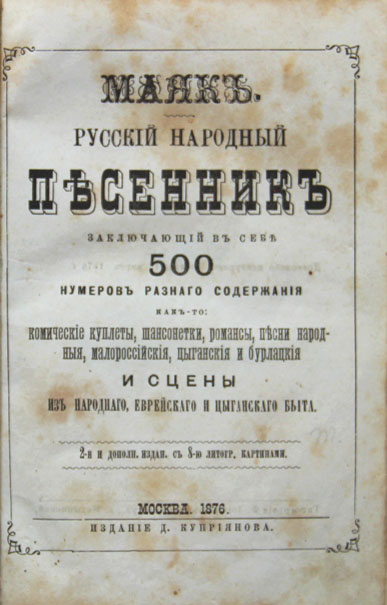 МАЯКЪ.
РУССКІЙ НАРОДНЫЙ
ПѢСЕННИКЪ
ЗАКЛЮЧАЮЩІЙ ВЪ СЕБѢ
500
НУМЕРОВЪ РАЗНАГО СОДЕРЖАНІЯ
КАКЪ-ТО:
комическіе куплеты, шансонетки, романсы, пѣсни народ-
ныя, малороссійскія, цыганскія и бурлацкія
И СЦЕНЫ
ИЗЪ НАРОДНАГО, ЕВРЕЙСКАГО И ЦЫГАНСКАГО БЫТА.
2-е и дополн. издан. съ 8-ю литогр. картинами.
МОСКВА. 1876.
ИЗДАНІЕ Д. КУПРІЯНОВА.